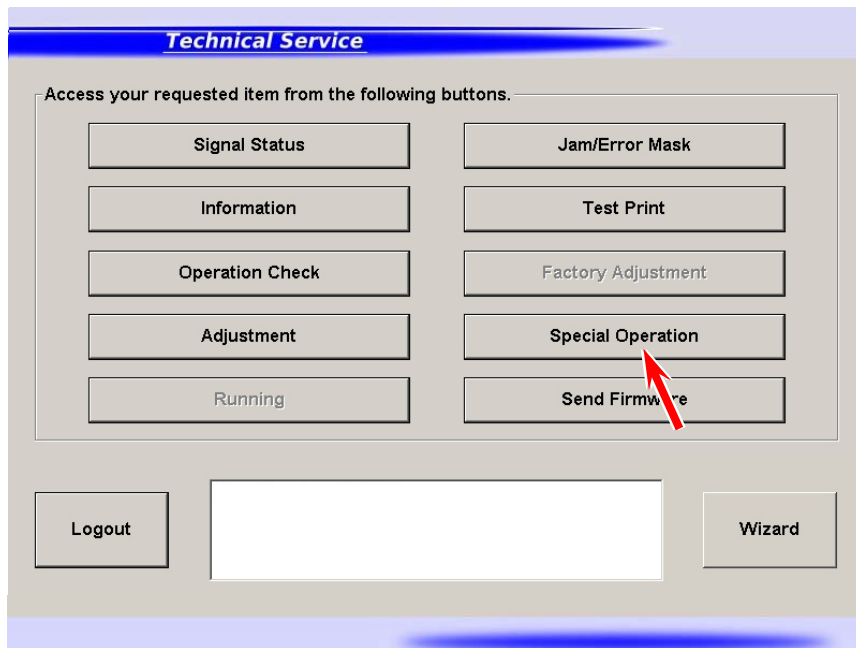 Technical Service
Access your requested item from the following buttons.
Signal Status
Jam/Error Mask
Information
Test Print
Operation Check
Factory Adjustment
Adjustment
Special Operation
Running
Send Firmware
Logout
Wizard